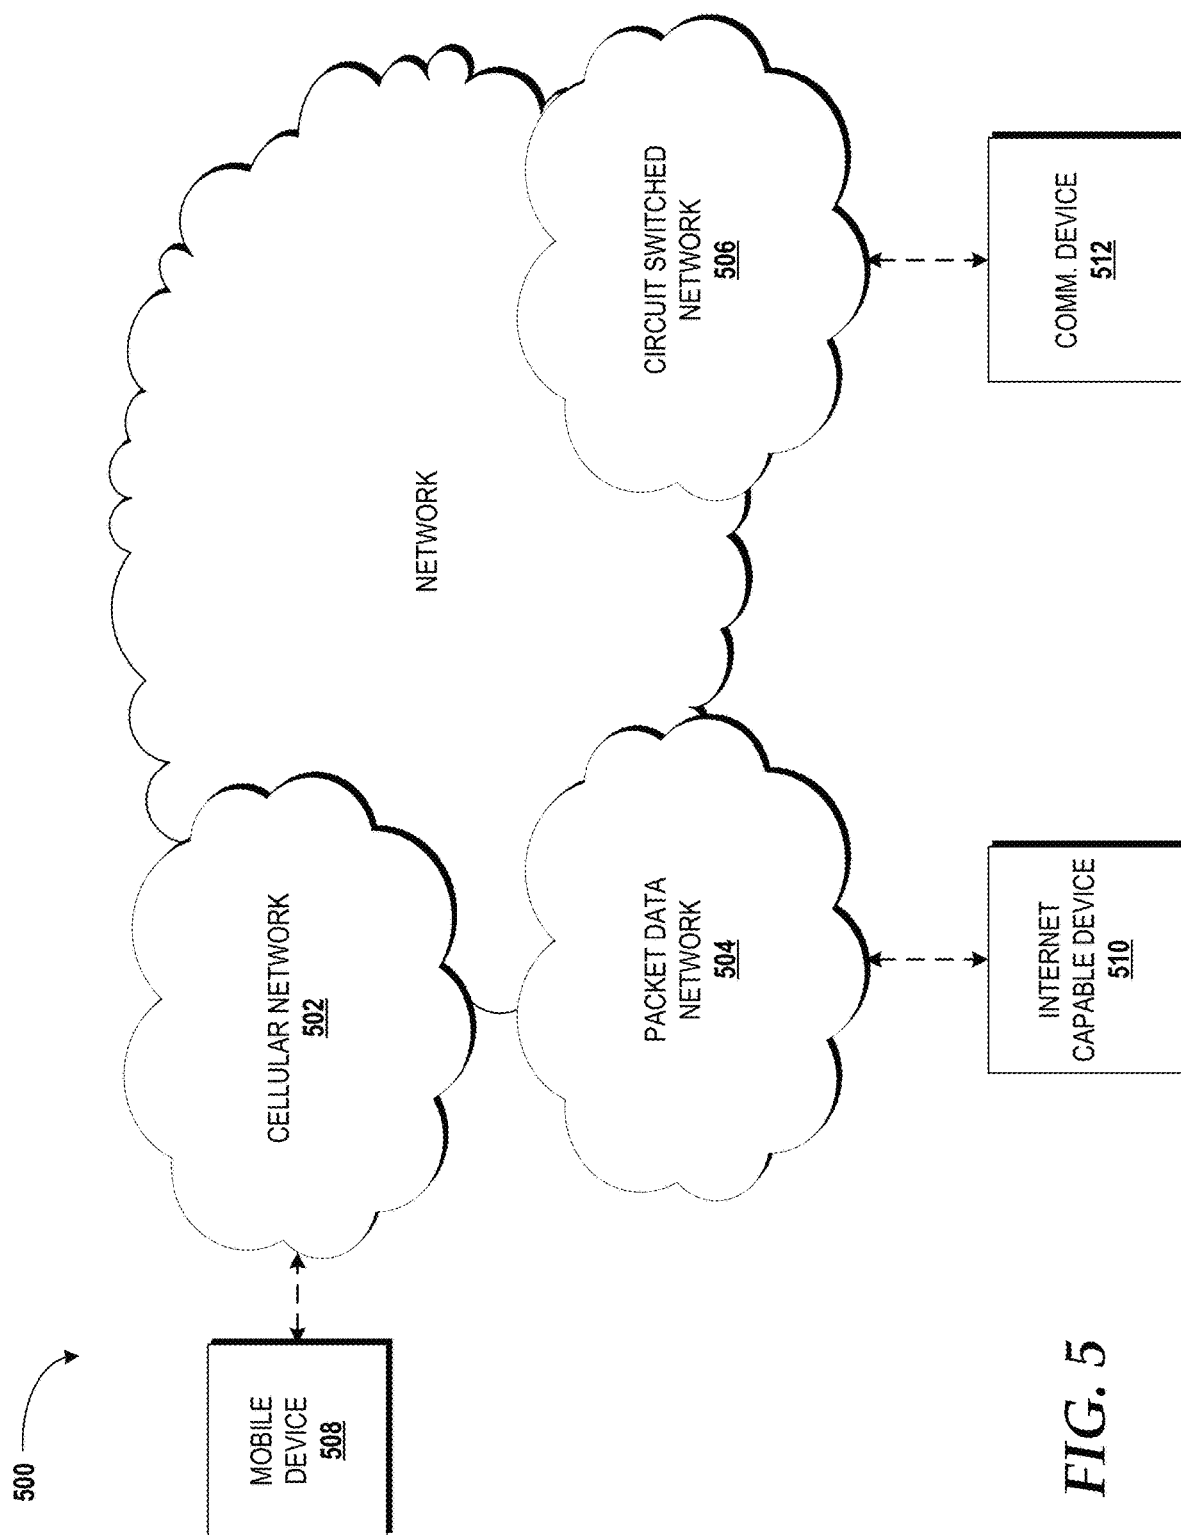 500
NETWORK
CELLULAR NETWORK
502
MOBILE
DEVICE
508
PACKET DATA
NETWORK
504
CIRCUIT SWITCHED
NETWORK
506
INTERNET
CAPABLE DEVICE
510
COMM. DEVICE
512
FIG. 5